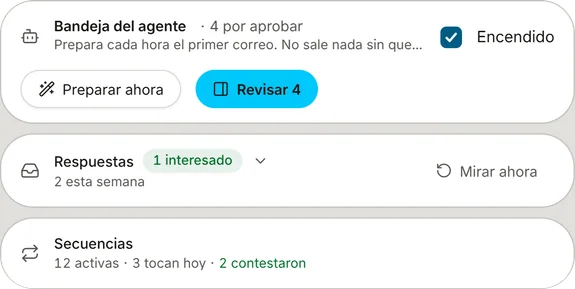 Bandeja del agente · 4 por aprobar
Prepara cada hora el primer correo. No sale nada sin que...
Encendido
Preparar ahora
Revisar 4
Respuestas 1 interesado
2 esta semana
Mirar ahora
Secuencias
12 activas · 3 tocan hoy · 2 contestaron